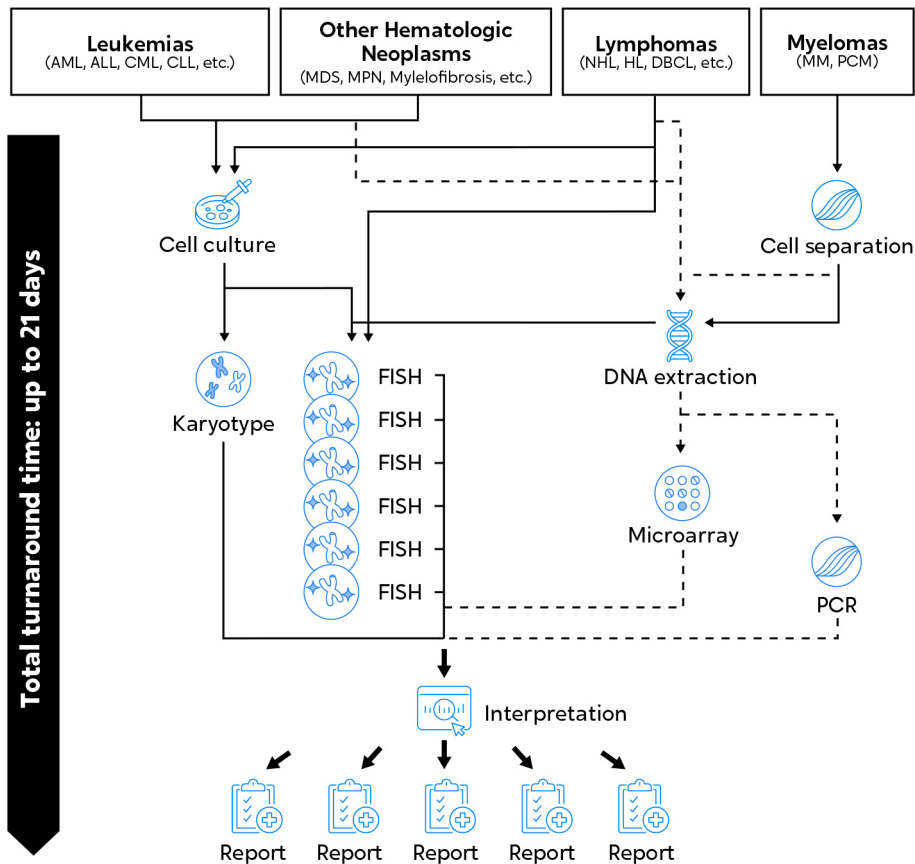 Leukemias
(AML, ALL, CML, CLL, etc.)
Other Hematologic
Neoplasms
(MDS, MPN, Mylelofibrosis, etc.)
Lymphomas
(NHL, HL, DBCL, etc.)
Myelomas
(MM, PCM)
Total turnaround time: up to 21 days
Cell culture
Cell separation
Karyotype
FISH
FISH
FISH
FISH
FISH
FISH
DNA extraction
Microarray
PCR
Interpretation
Report
Report
Report
Report
Report